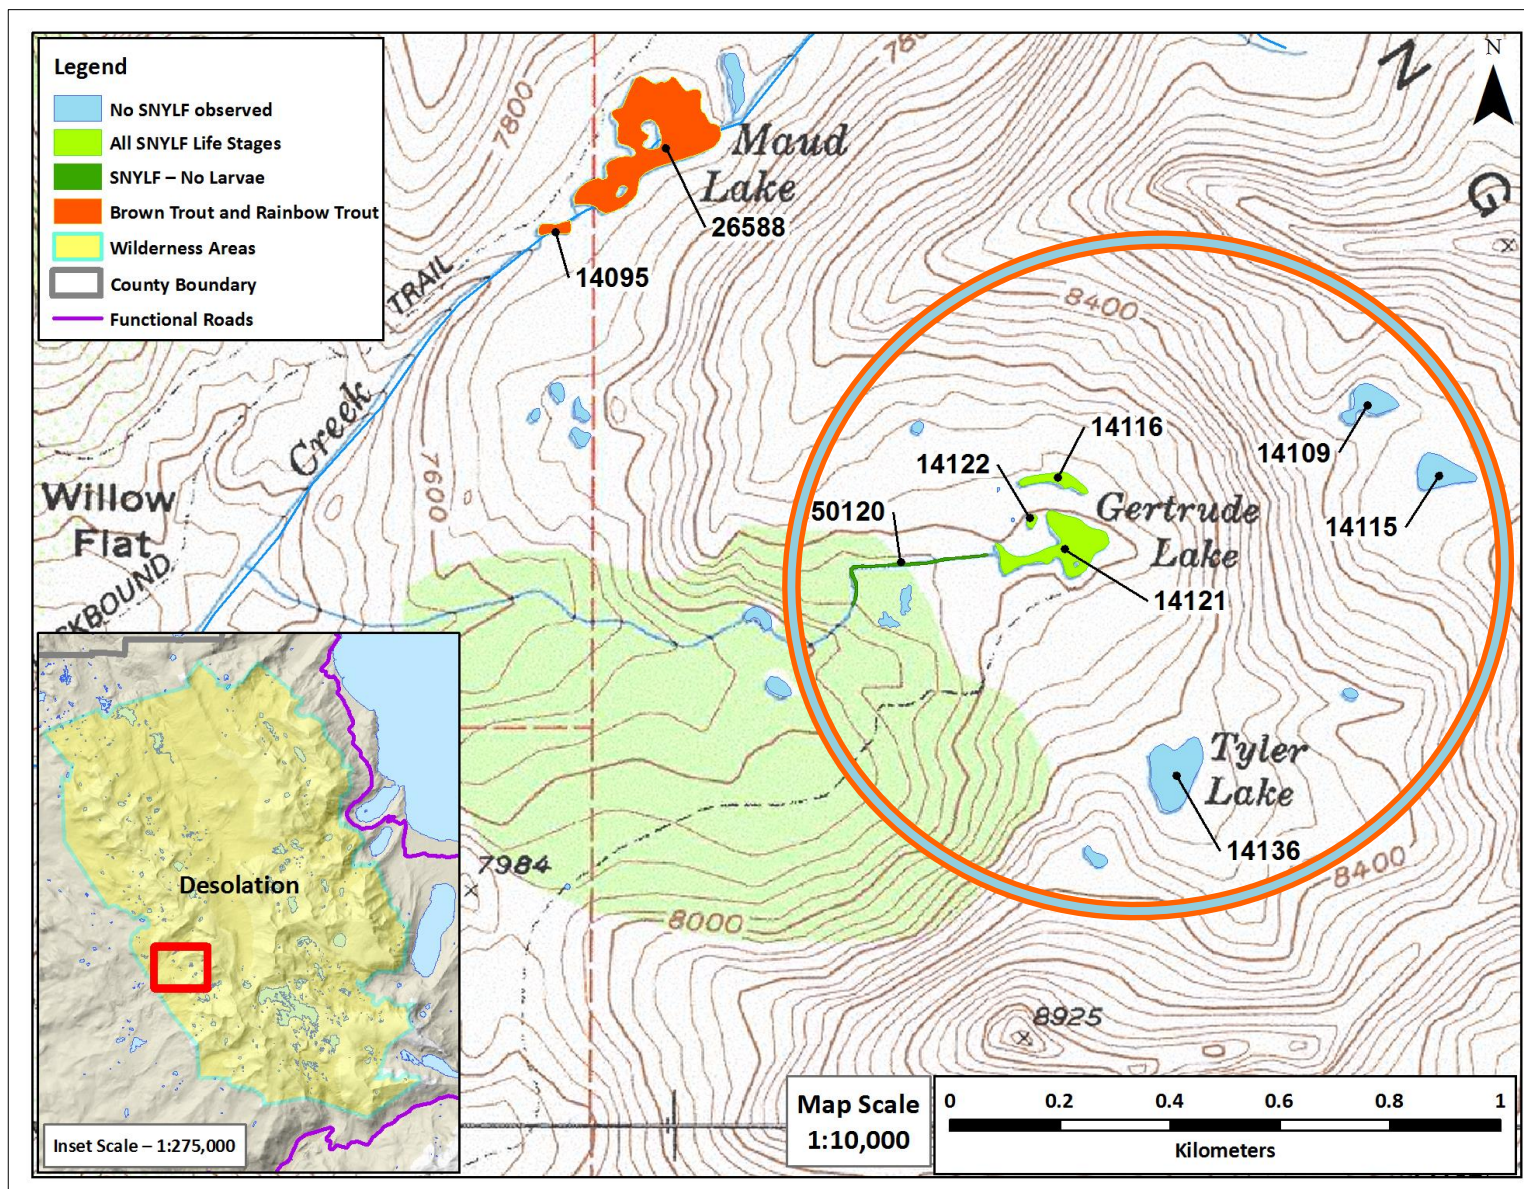 Legend
No SNYLF observed
All SNYLF Life Stages
SNYLF – No Larvae
Brown Trout and Rainbow Trout
Wilderness Areas
County Boundary
Functional Roads
7800
Maud
Lake
26588
14095
TRAIL
Creek
Willow
Flat
7600
N
N
G
8400
14116
14122
50120
Gertrude
Lake
14121
14109
14115
Tyler
Lake
14136
8400
7984
8000
8925
Desolation
Inset Scale – 1:275,000
Map Scale
1:10,000
0 0.2 0.4 0.6 0.8 1
Kilometers